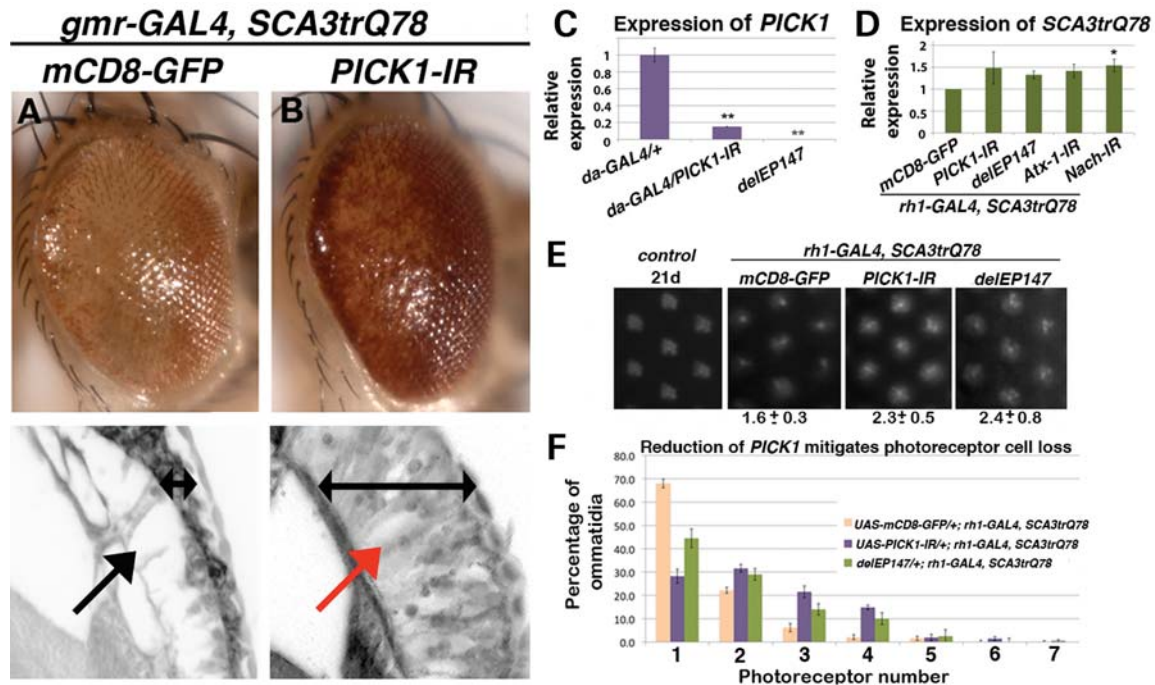 gmr-GAL4, SCA3trQ78
mCD8-GFP
PICK1-IR
A
B
C
Expression of PICK1
Relative expression
1
0.8
0.6
0.4
0.2
0
**
**
da-GAL4/+
da-GAL4/PICK1-IR
delEP147
D
Expression of SCA3trQ78
Relative expression
2
1.5
1
0.5
0
*
mCD8-GFP
PICK1-IR
delEP147
Atx-1-IR
Nach-IR
rh1-GAL4, SCA3trQ78
E
control
21d
rh1-GAL4, SCA3trQ78
mCD8-GFP
PICK1-IR
delEP147
1.6 ± 0.3
2.3 ± 0.5
2.4 ± 0.8
F
Reduction of PICK1 mitigates photoreceptor cell loss
Percentage of ommatidia
80.0
70.0
60.0
50.0
40.0
30.0
20.0
10.0
0.0
UAS-mCD8-GFP/+; rh1-GAL4, SCA3trQ78
UAS-PICK1-IR/+; rh1-GAL4, SCA3trQ78
delEP147/+; rh1-GAL4, SCA3trQ78
1 2 3 4 5 6 7
Photoreceptor number